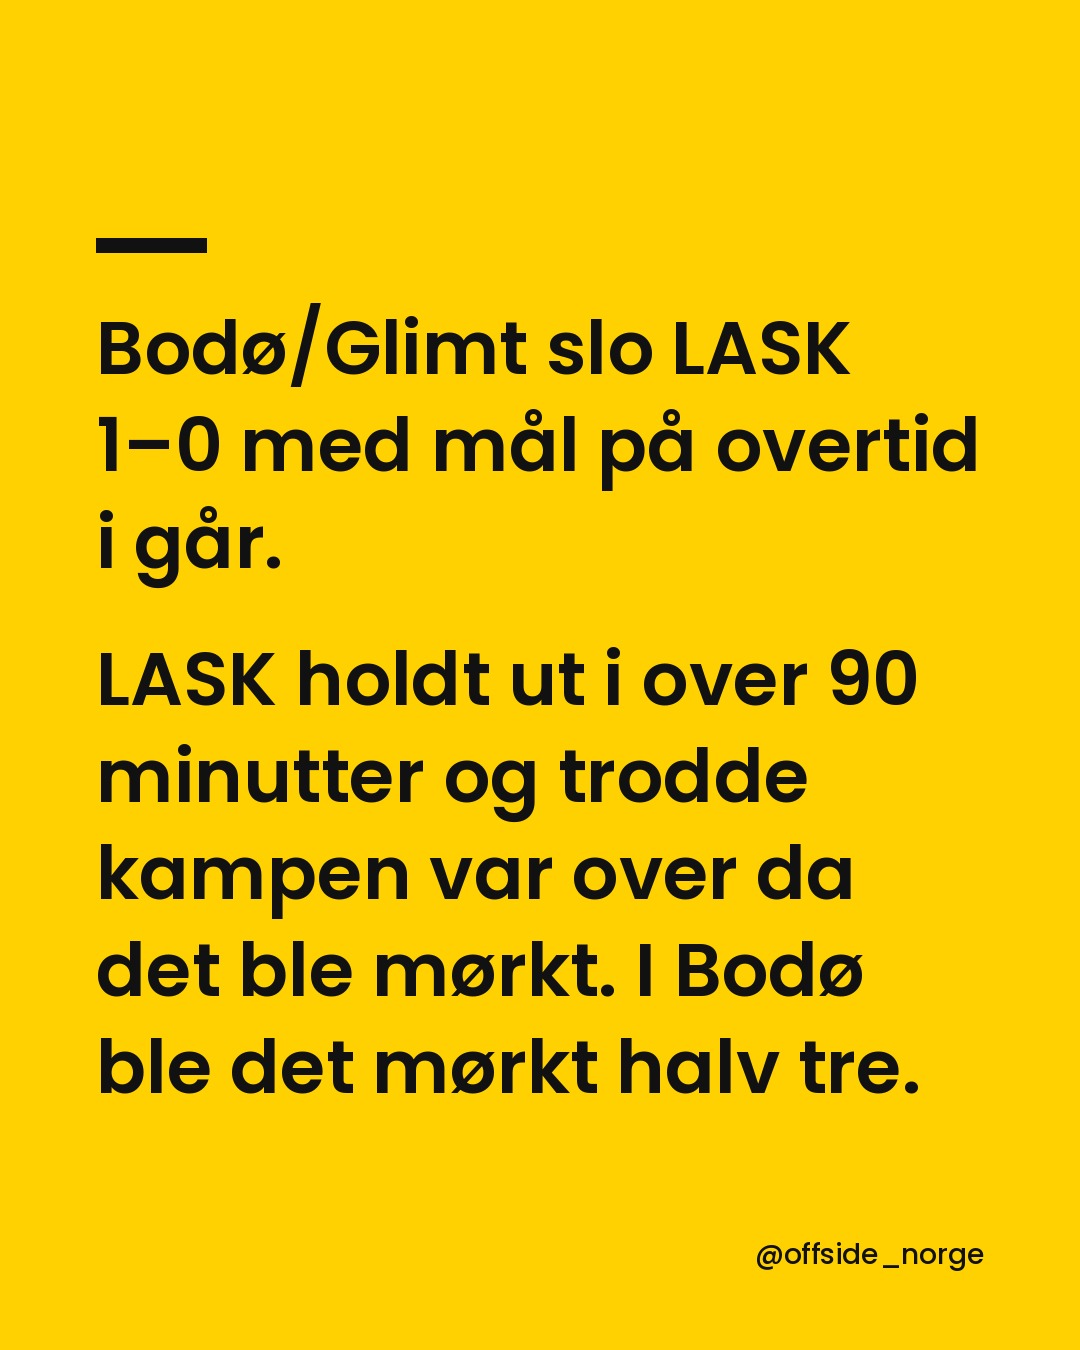 Bodø/Glimt slo LASK
1–0 med mål på overtid
i går.
LASK holdt ut i over 90
minutter og trodde
kampen var over da
det ble mørkt. I Bodø
ble det mørkt halv tre.
@offside_norge